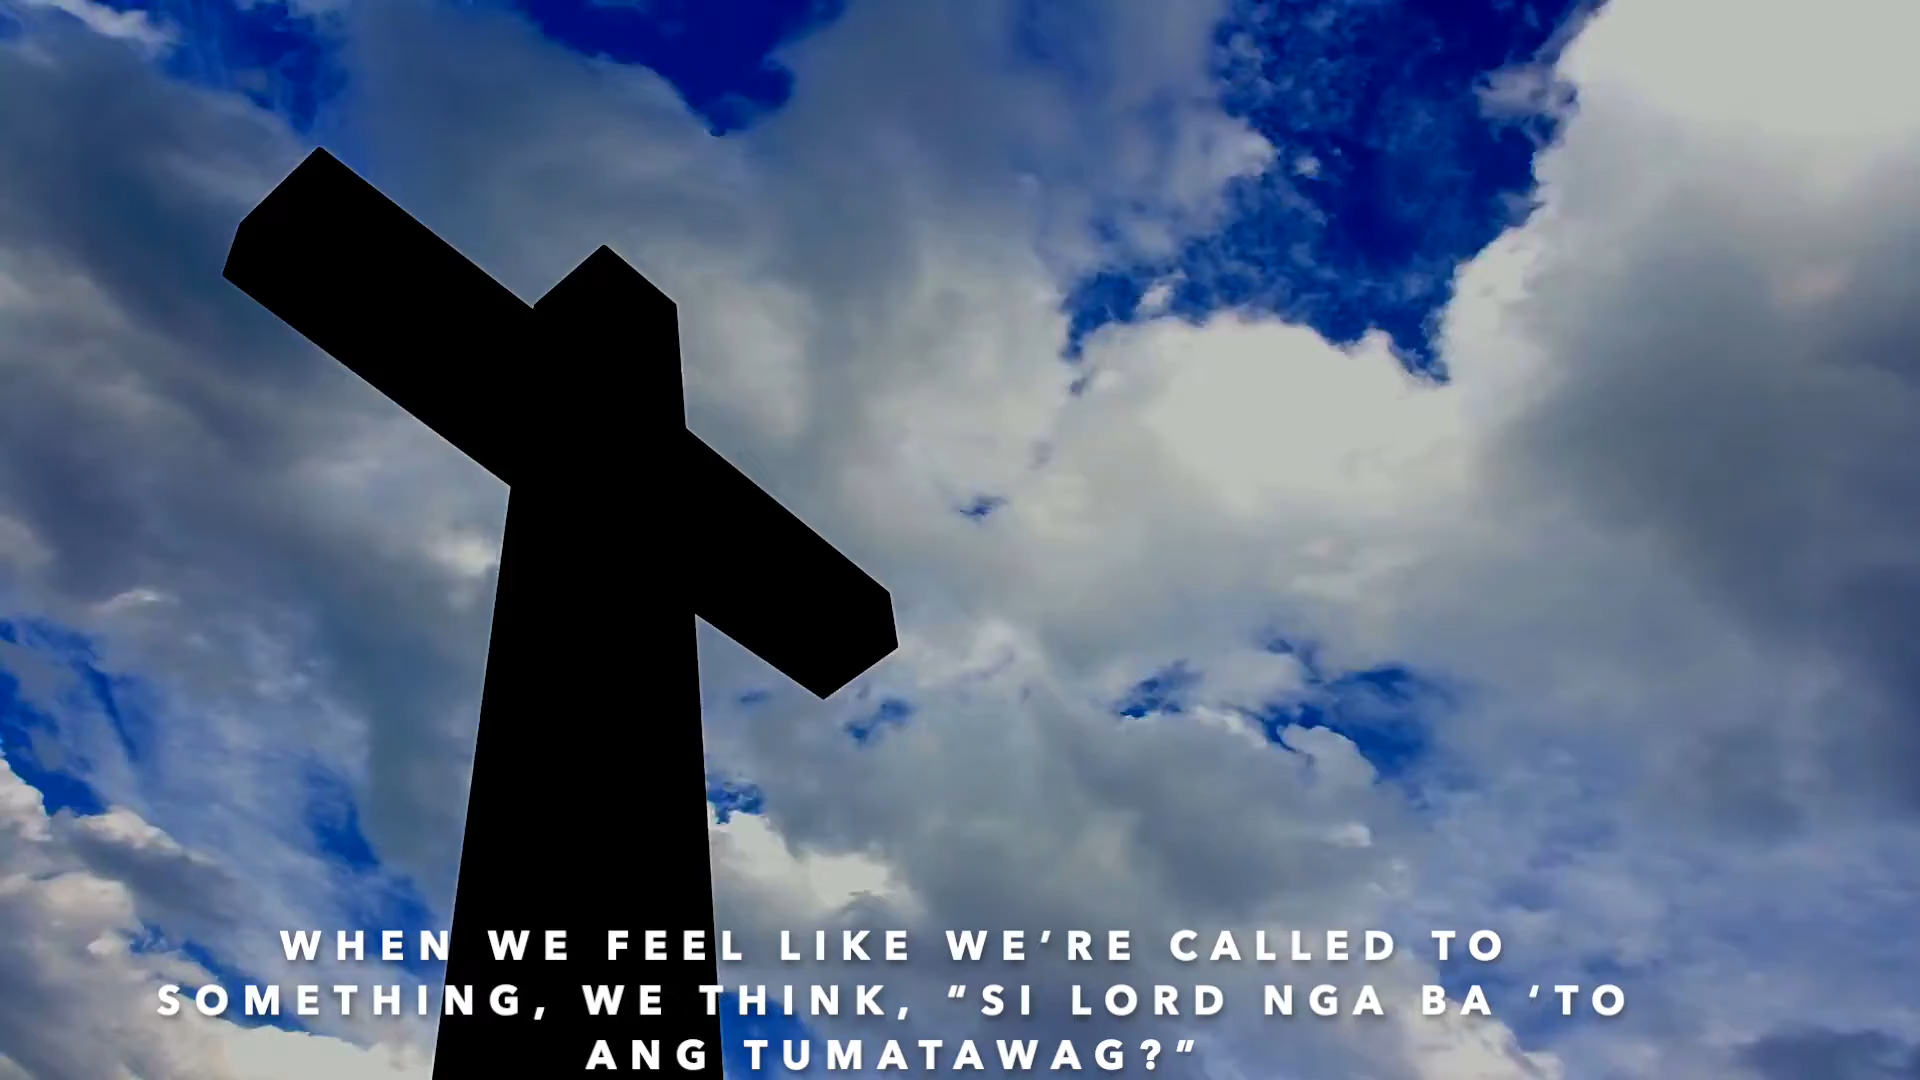 WHEN WE FEEL LIKE WE’RE CALLED TO
SOMETHING, WE THINK, “SI LORD NGA BA ‘TO
ANG TUMATAWAG?”